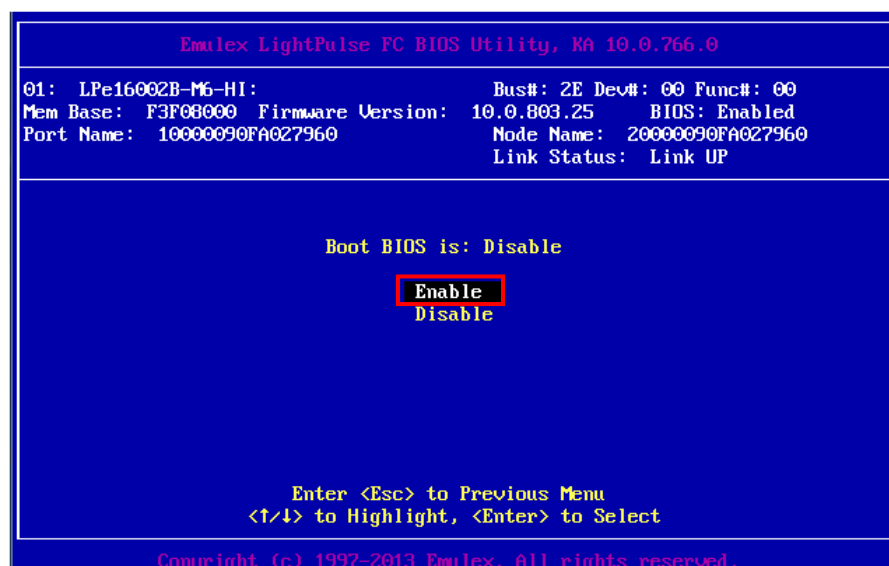 Emulex LightPulse FC BIOS Utility, KA 10.0.766.0
01: LPe16002B-M6-HI: Bus#: 2E Dev#: 00 Func#: 00
Mem Base: F3F08000 Firmware Version: 10.0.803.25 BIOS: Enabled
Port Name: 10000090FA027960 Node Name: 20000090FA027960
Link Status: Link UP
Boot BIOS is: Disable
Enable
Disable
Enter <Esc> to Previous Menu
<↑/↓> to Highlight, <Enter> to Select
Copyright (c) 1997-2013 Emulex. All rights reserved.